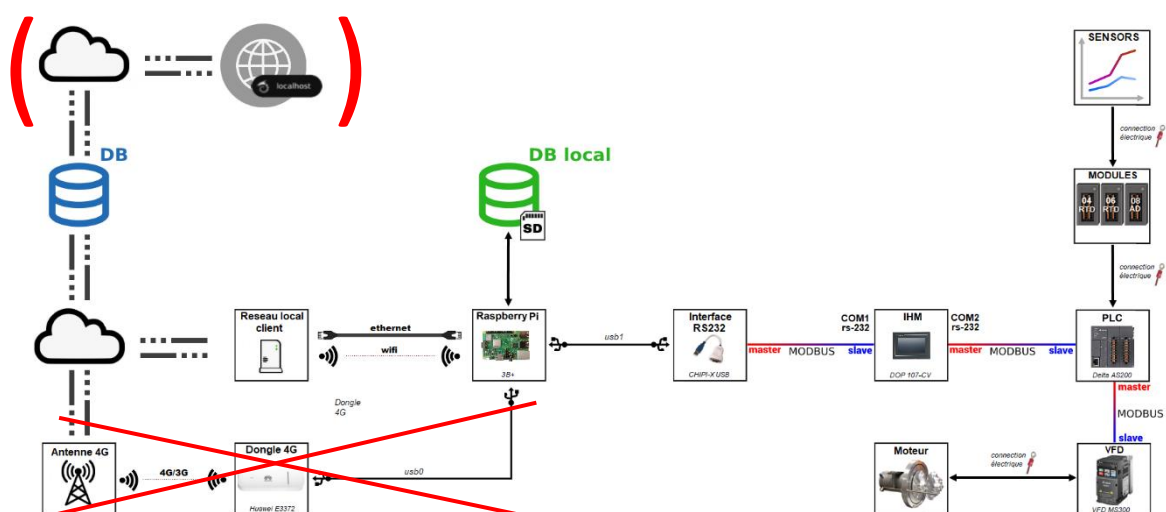 SENSORS
localhost
connection
électrique
DB
DB local
SD
MODULES
04
RTD
06
RTD
08
AD
connection
électrique
Reseau local
client
ethernet
wifi
Raspberry Pi
3B+
usb1
Interface
RS232
CHIPI-X USB
master MODBUS slave
COM1
rs-232
IHM
DOP 107-CV
COM2
rs-232
master MODBUS slave
PLC
Delta AS200
master
MODBUS
slave
Dongle
4G
Antenne 4G
4G/3G
Dongle 4G
Huawei E3372
usb0
Moteur
connection
électrique
VFD
VFD MS300